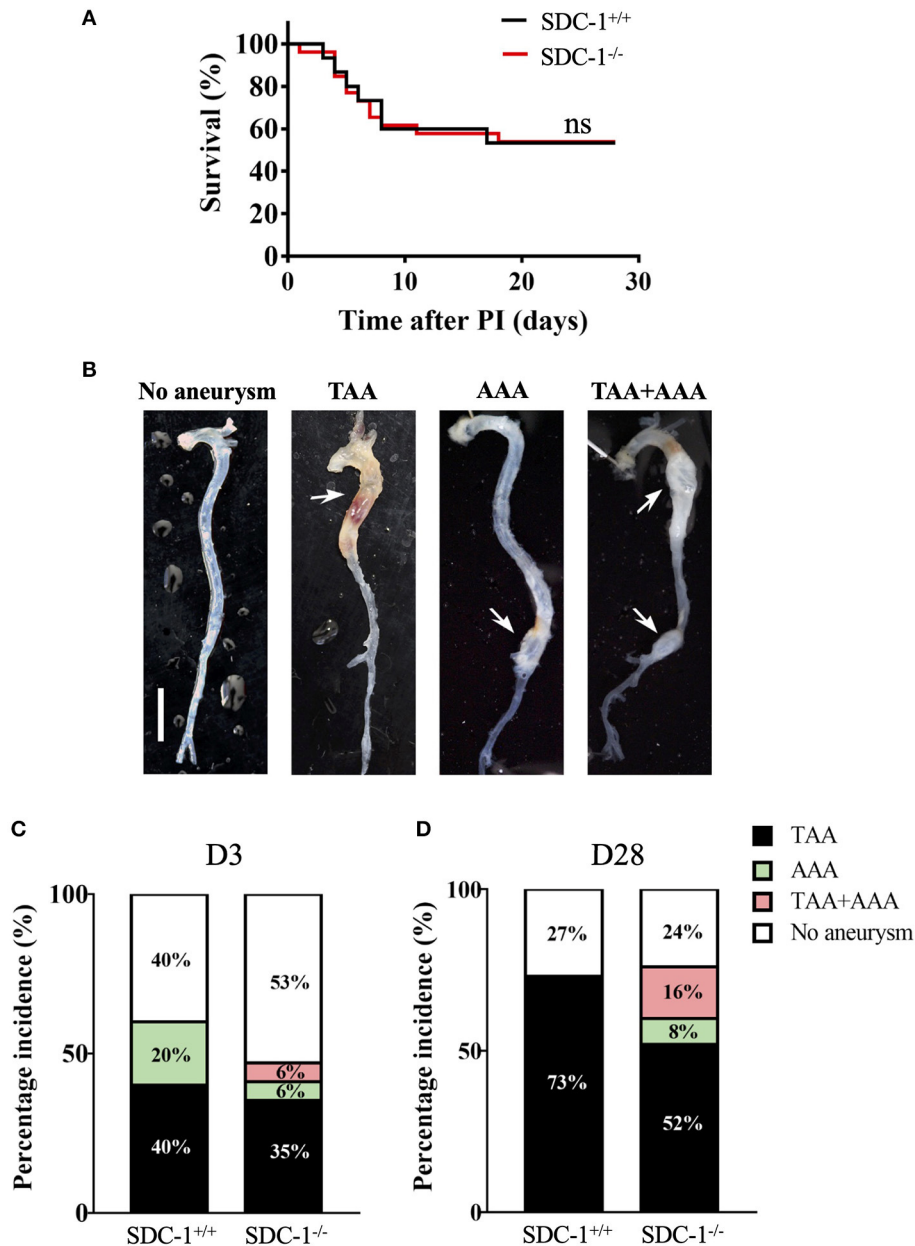 A
SDC-1+/+
SDC-1-/-
Survival (%)
100
80
60
40
20
0
ns
0 10 20 30
Time after PI (days)
B
No aneurysm TAA AAA TAA+AAA
C
D3
Percentage incidence (%)
100
50
0
40%
20%
40%
53%
6%
6%
35%
SDC-1+/+ SDC-1-/-
D
D28
Percentage incidence (%)
100
50
0
27%
73%
24%
16%
8%
52%
SDC-1+/+ SDC-1-/-
TAA
AAA
TAA+AAA
No aneurysm